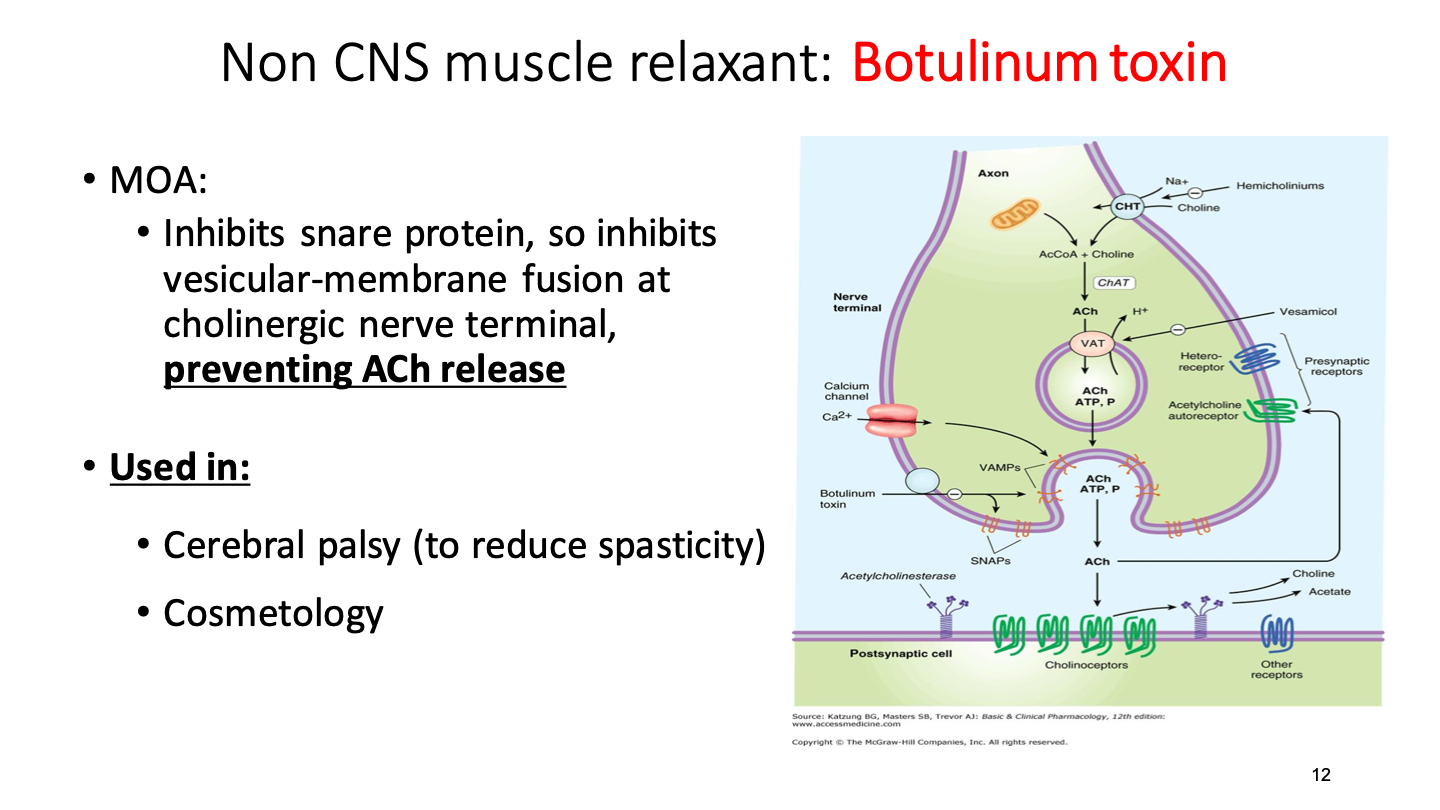 Non CNS muscle relaxant: Botulinum toxin
• MOA:
• Inhibits snare protein, so inhibits
vesicular-membrane fusion at
cholinergic nerve terminal,
preventing ACh release
• Used in:
• Cerebral palsy (to reduce spasticity)
• Cosmetology
Axon
Na+
Hemicholiniums
CHT
Choline
AcCoA + Choline
ChAT
Nerve
terminal
ACh
H+
Vesamicol
VAT
Hetero-
receptor
Presynaptic
receptors
Calcium
channel
ACh
ATP, P
Acetylcholine
autoreceptor
Ca2+
VAMPs
ACh
ATP, P
Botulinum
toxin
SNAPs
ACh
Acetylcholinesterase
Choline
Acetate
Postsynaptic cell
Cholinoceptors
Other
receptors
Source: Katzung BG, Masters SB, Trevor AJ: Basic & Clinical Pharmacology, 12th edition:
www.accessmedicine.com
Copyright © The McGraw-Hill Companies, Inc. All rights reserved.
12